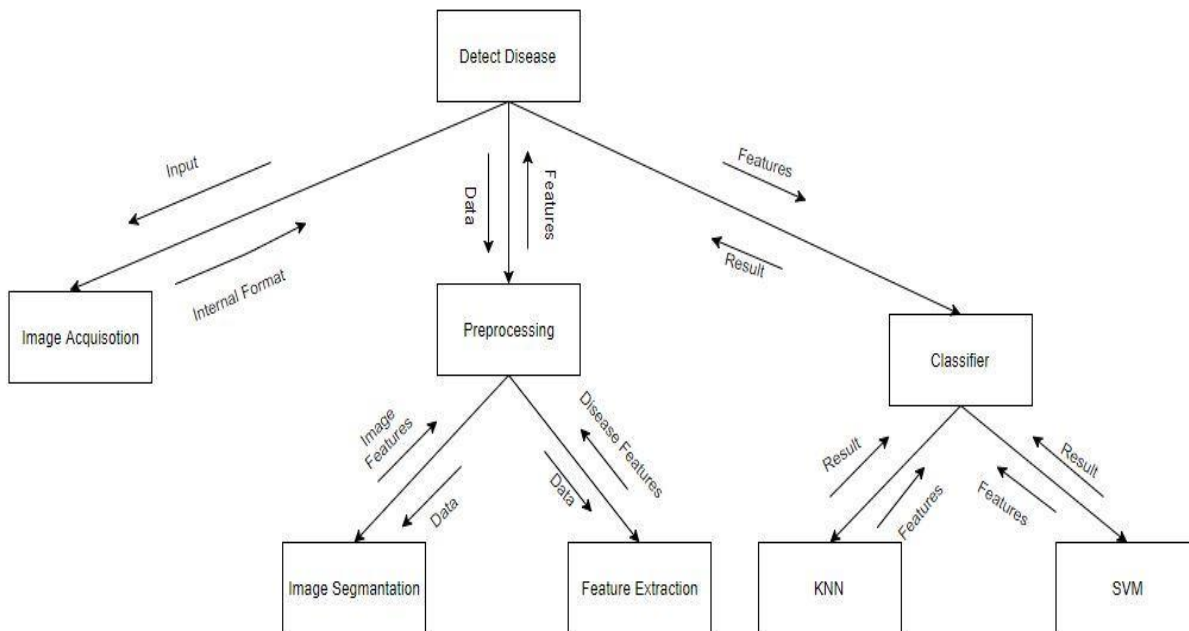 Detect Disease
Input
Internal Format
Data
Features
Features
Result
Image Acquisotion
Preprocessing
Classifier
Image
Features
Data
Data
Disease Features
Result
Features
Features
Result
Image Segmantation
Feature Extraction
KNN
SVM